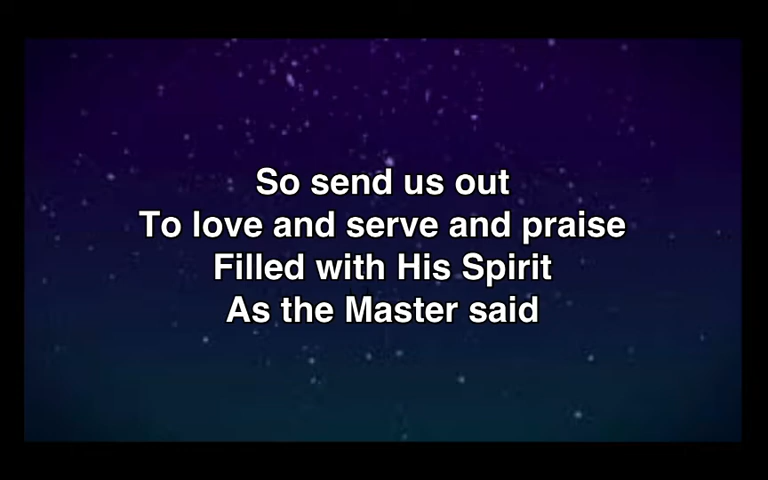 So send us out
To love and serve and praise
Filled with His Spirit
As the Master said